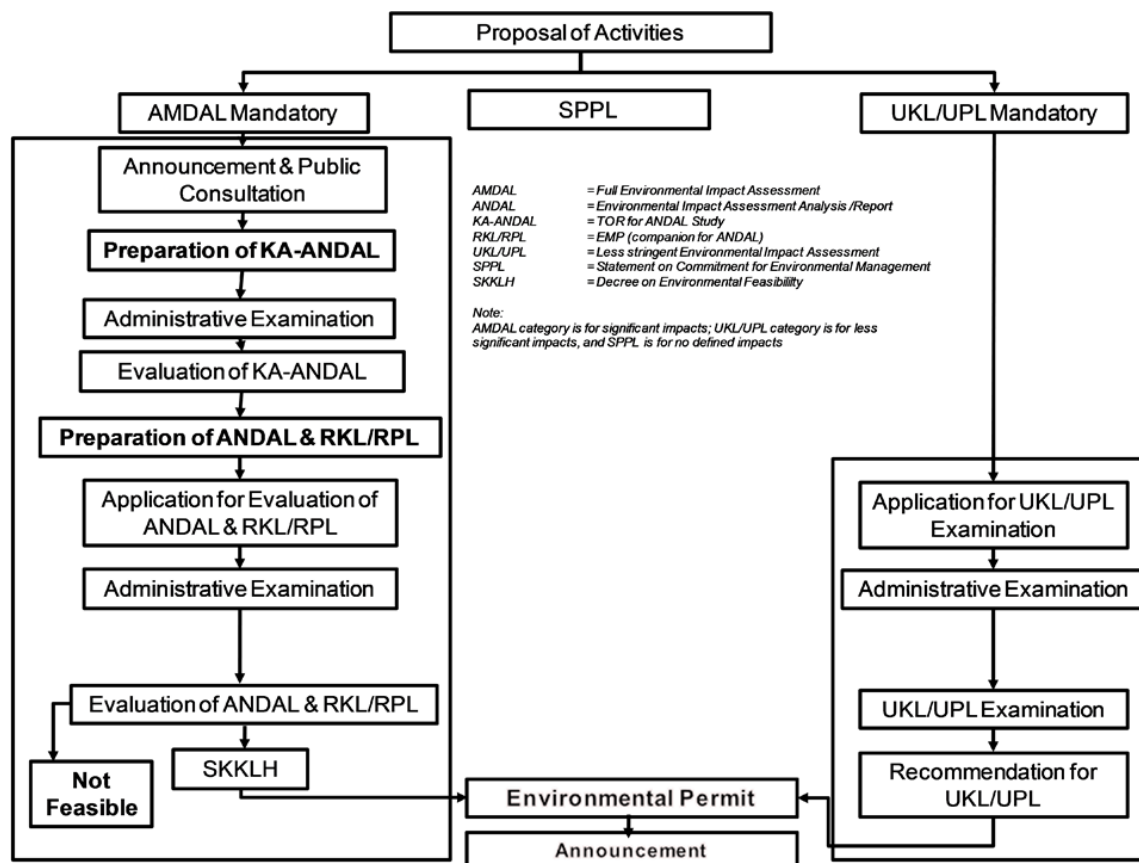 Proposal of Activities
AMDAL Mandatory
SPPL
UKL/UPL Mandatory
Announcement & Public
Consultation
Preparation of KA-ANDAL
Administrative Examination
Evaluation of KA-ANDAL
Preparation of ANDAL & RKL/RPL
Application for Evaluation of
ANDAL & RKL/RPL
Administrative Examination
Evaluation of ANDAL & RKL/RPL
Not
Feasible
SKKLH
AMDAL = Full Environmental Impact Assessment
ANDAL = Environmental Impact Assessment Analysis /Report
KA-ANDAL = TOR for ANDAL Study
RKL/RPL = EMP (companion for ANDAL)
UKL/UPL = Less stringent Environmental Impact Assessment
SPPL = Statement on Commitment for Environmental Management
SKKLH = Decree on Environmental Feasibility
Note:
AMDAL category is for significant impacts; UKL/UPL category is for less
significant impacts, and SPPL is for no defined impacts
Application for UKL/UPL
Examination
Administrative Examination
UKL/UPL Examination
Recommendation for
UKL/UPL
Environmental Permit
Announcement